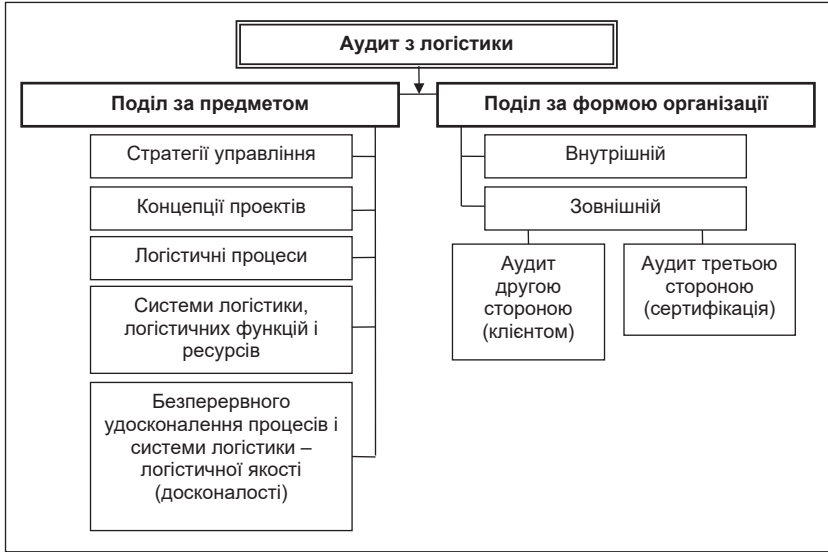 Аудит з логістики
Поділ за предметом
Стратегії управління
Концепції проектів
Логістичні процеси
Системи логістики,
логістичних функцій і
ресурсів
Безперервного
удосконалення процесів і
системи логістики –
логістичної якості
(досконалості)
Поділ за формою організації
Внутрішній
Зовнішній
Аудит
другою
стороною
(клієнтом)
Аудит третьою
стороною
(сертифікація)